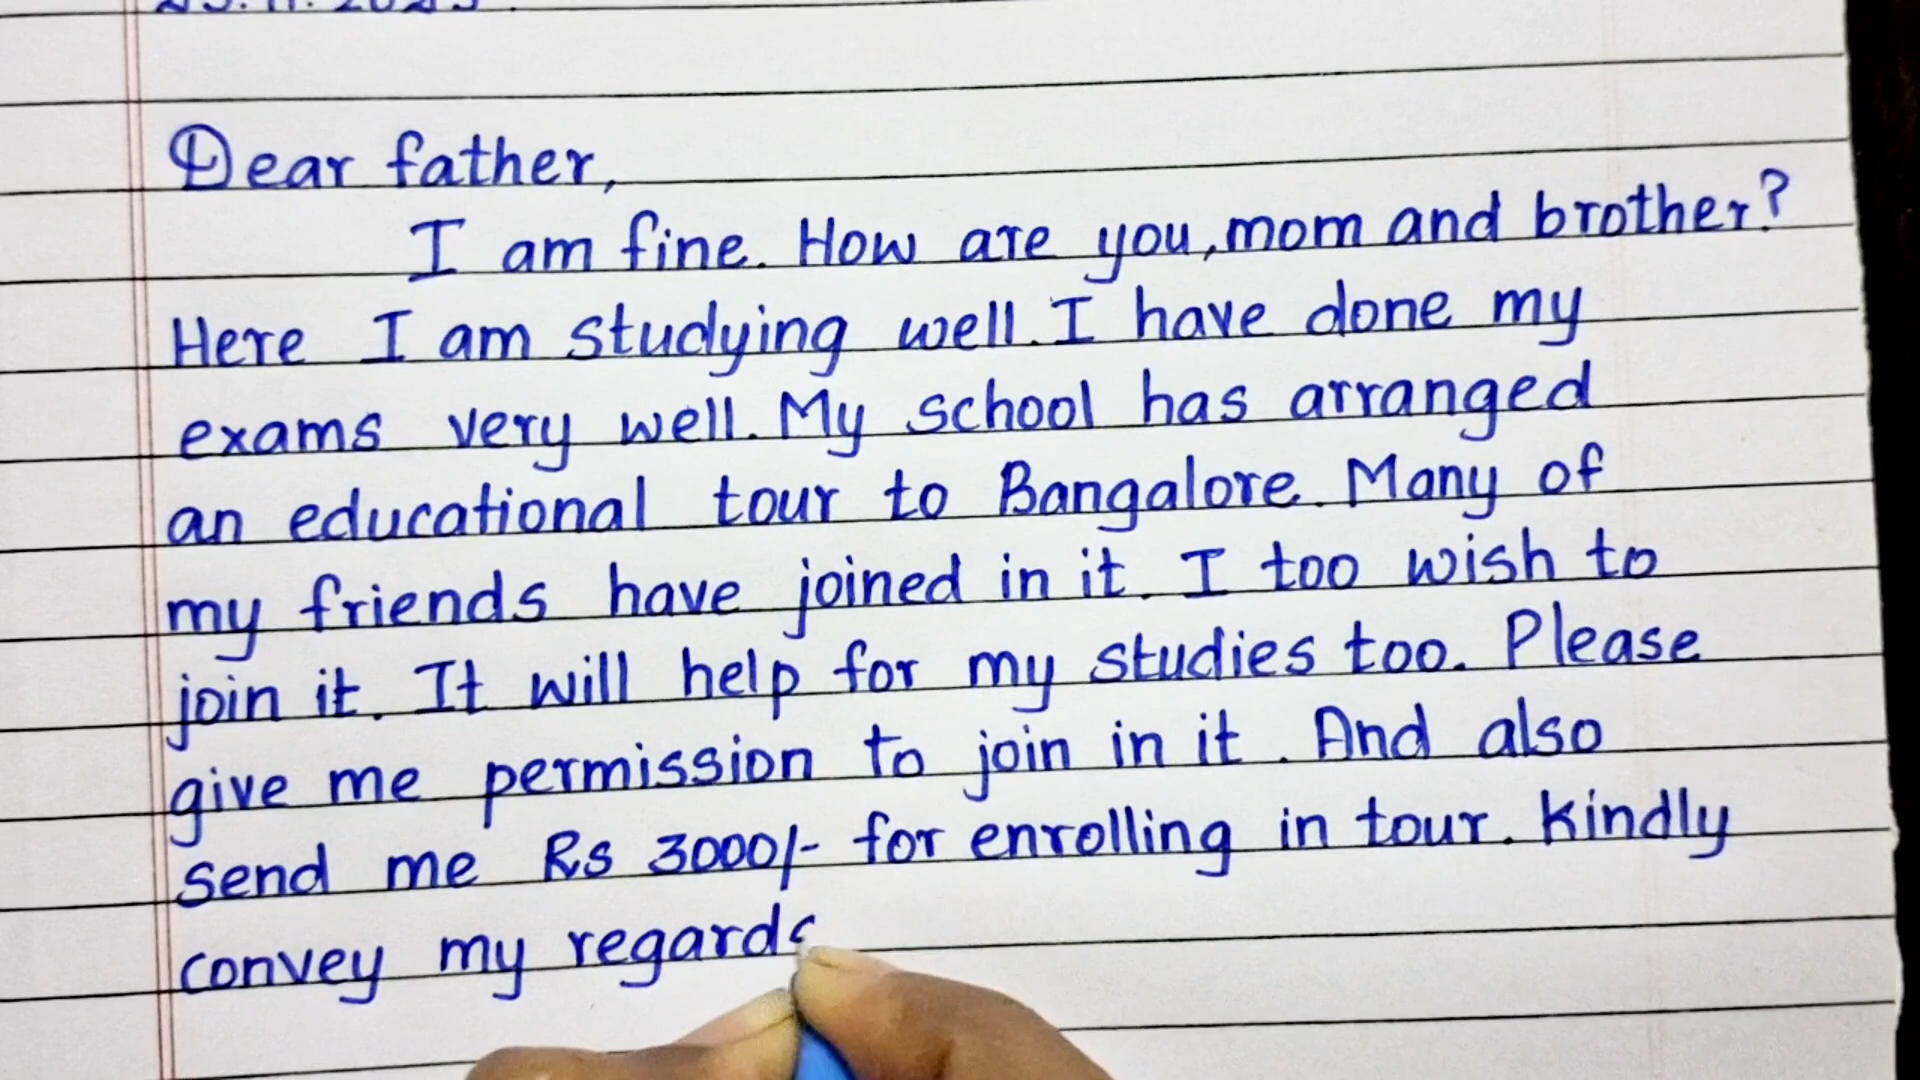 Dear father,
I am fine. How are you, mom and brother?
Here I am studying well. I have done my
exams very well. My school has arranged
an educational tour to Bangalore. Many of
my friends have joined in it. I too wish to
join it. It will help for my studies too. Please
give me permission to join in it. And also
send me Rs 3000/- for enrolling in tour. Kindly
convey my regards